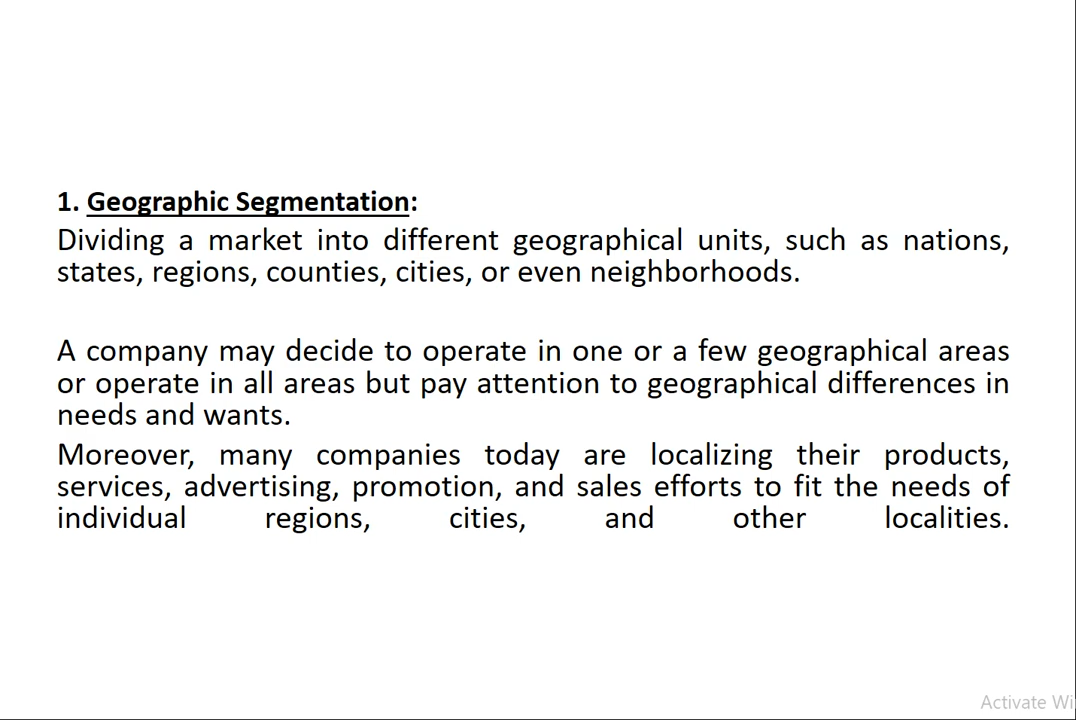 1. Geographic Segmentation:
Dividing a market into different geographical units, such as nations,
states, regions, counties, cities, or even neighborhoods.
A company may decide to operate in one or a few geographical areas
or operate in all areas but pay attention to geographical differences in
needs and wants.
Moreover, many companies today are localizing their products,
services, advertising, promotion, and sales efforts to fit the needs of
individual regions, cities, and other localities.
Activate Wi